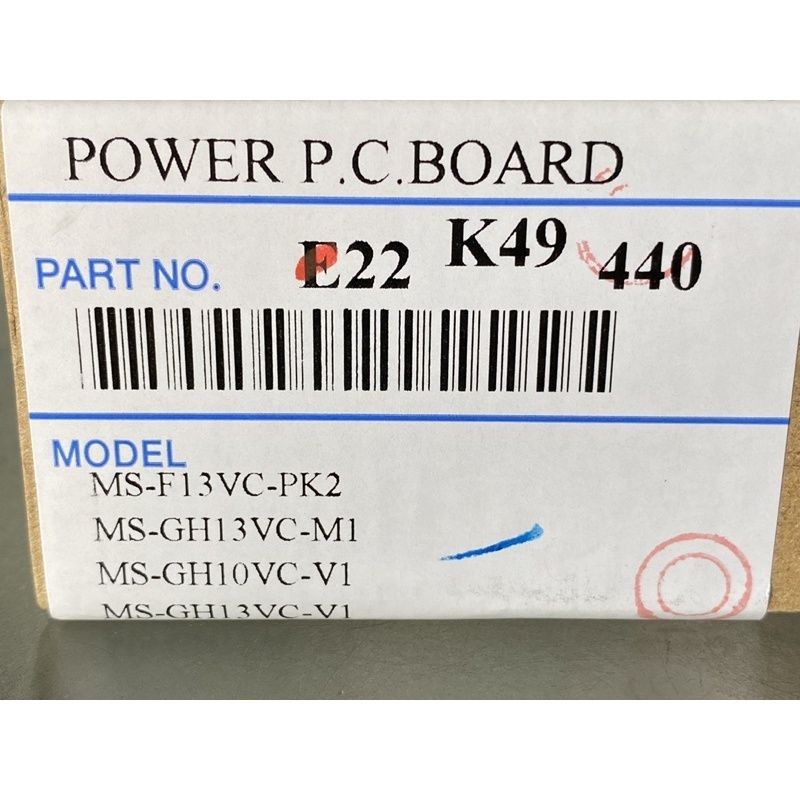 POWER P.C.BOARD
PART NO. E22 K49 440
MODEL
MS-F13VC-PK2
MS-GH13VC-M1
MS-GH10VC-V1
MS-GH13VC-V1